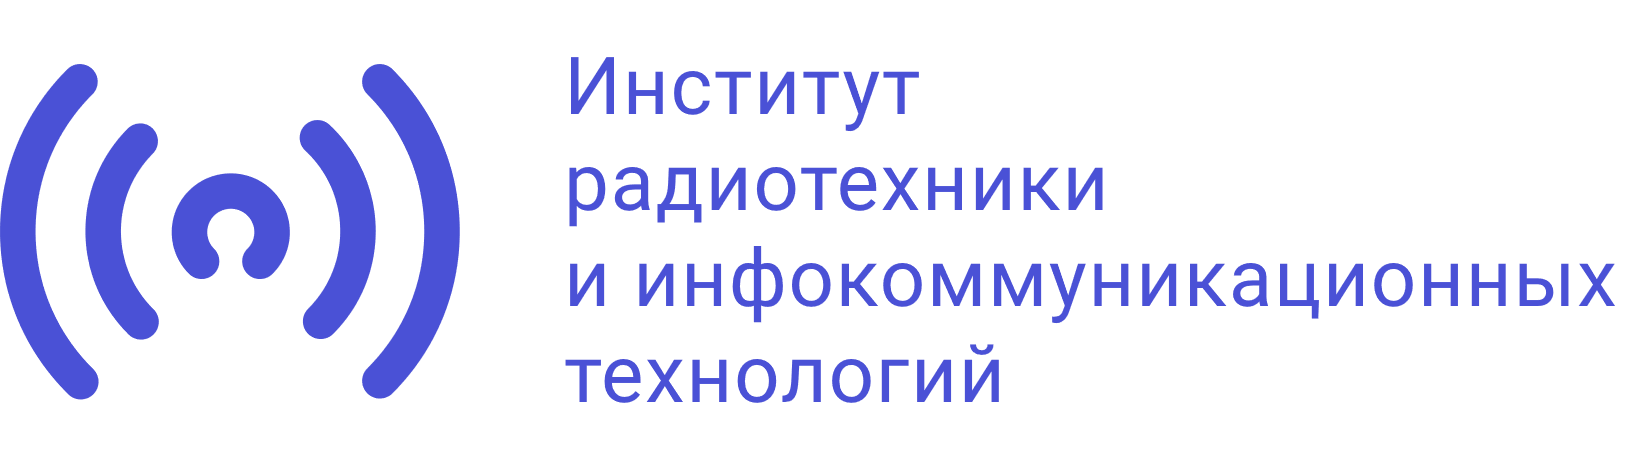 Институт
радиотехники
и инфокоммуникационных
технологий